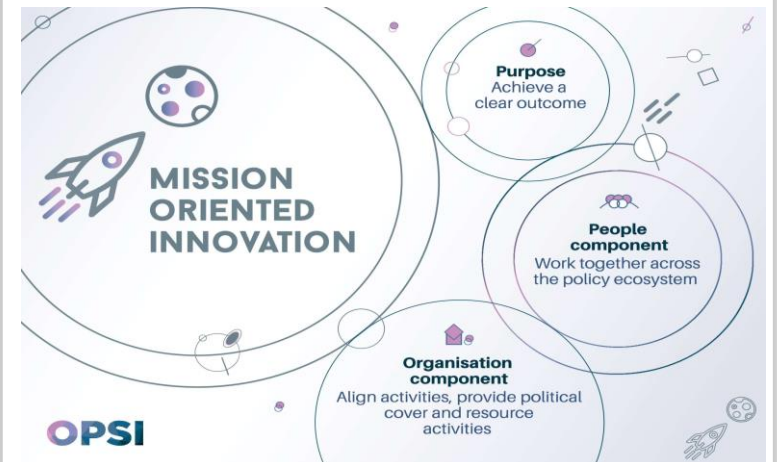 MISSION
ORIENTED
INNOVATION
Purpose
Achieve a
clear outcome
People
component
Work together across
the policy ecosystem
Organisation
component
Align activities, provide political
cover and resource
activities
OPSI